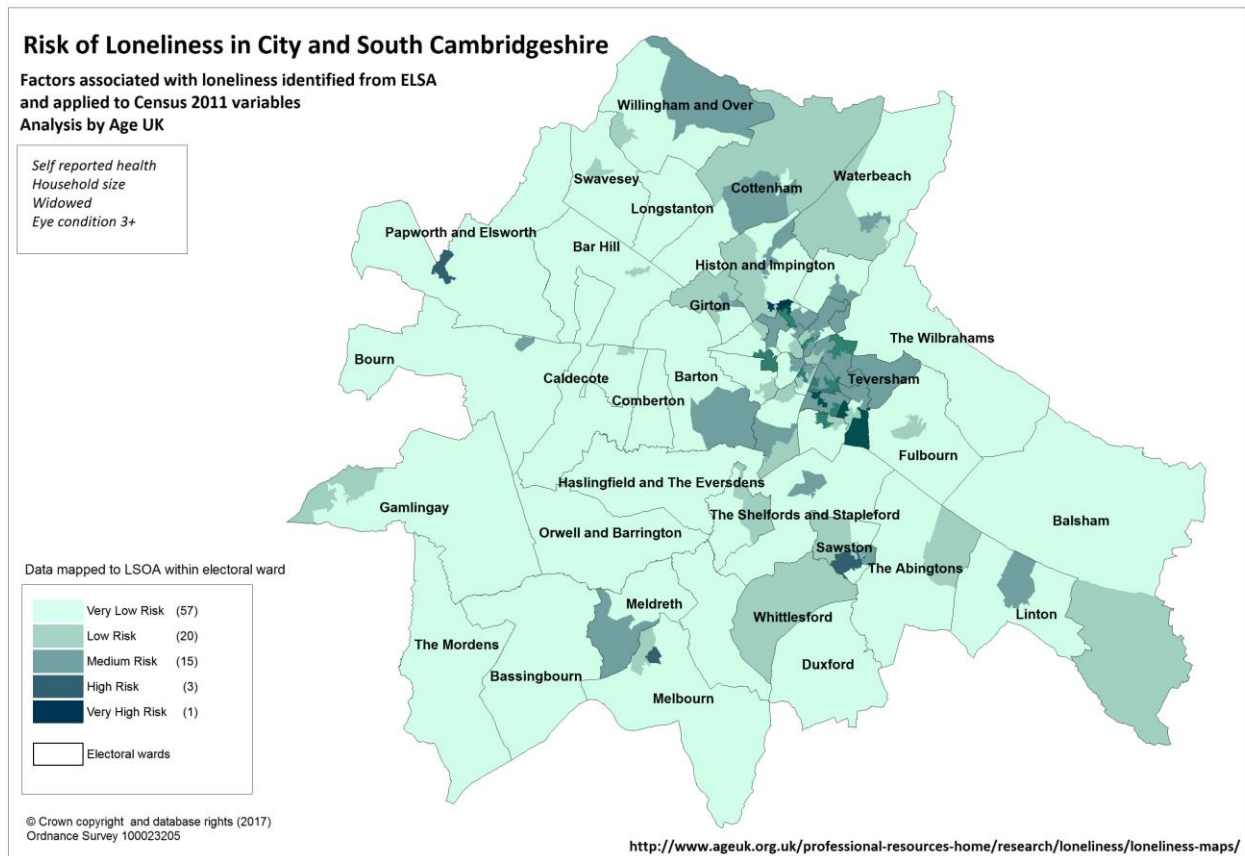 Risk of Loneliness in City and South Cambridgeshire
Factors associated with loneliness identified from ELSA
and applied to Census 2011 variables
Analysis by Age UK
Self reported health
Household size
Widowed
Eye condition 3+
Willingham and Over
Swavesey
Cottenham
Waterbeach
Longstanton
Papworth and Elsworth
Bar Hill
Histon and Impington
Girton
The Wilbrahams
Bourn
Caldecote
Barton
Teversham
Comberton
Fulbourn
Haslingfield and The Eversdens
Gamlingay
The Shelfords and Stapleford
Balsham
Orwell and Barrington
Sawston
The Abingtons
Meldreth
Whittlesford
Linton
The Mordens
Bassingbourn
Duxford
Melbourn
Data mapped to LSOA within electoral ward
Very Low Risk (57)
Low Risk (20)
Medium Risk (15)
High Risk (3)
Very High Risk (1)
Electoral wards
© Crown copyright and database rights (2017)
Ordnance Survey 100023205
http://www.ageuk.org.uk/professional-resources-home/research/loneliness/loneliness-maps/